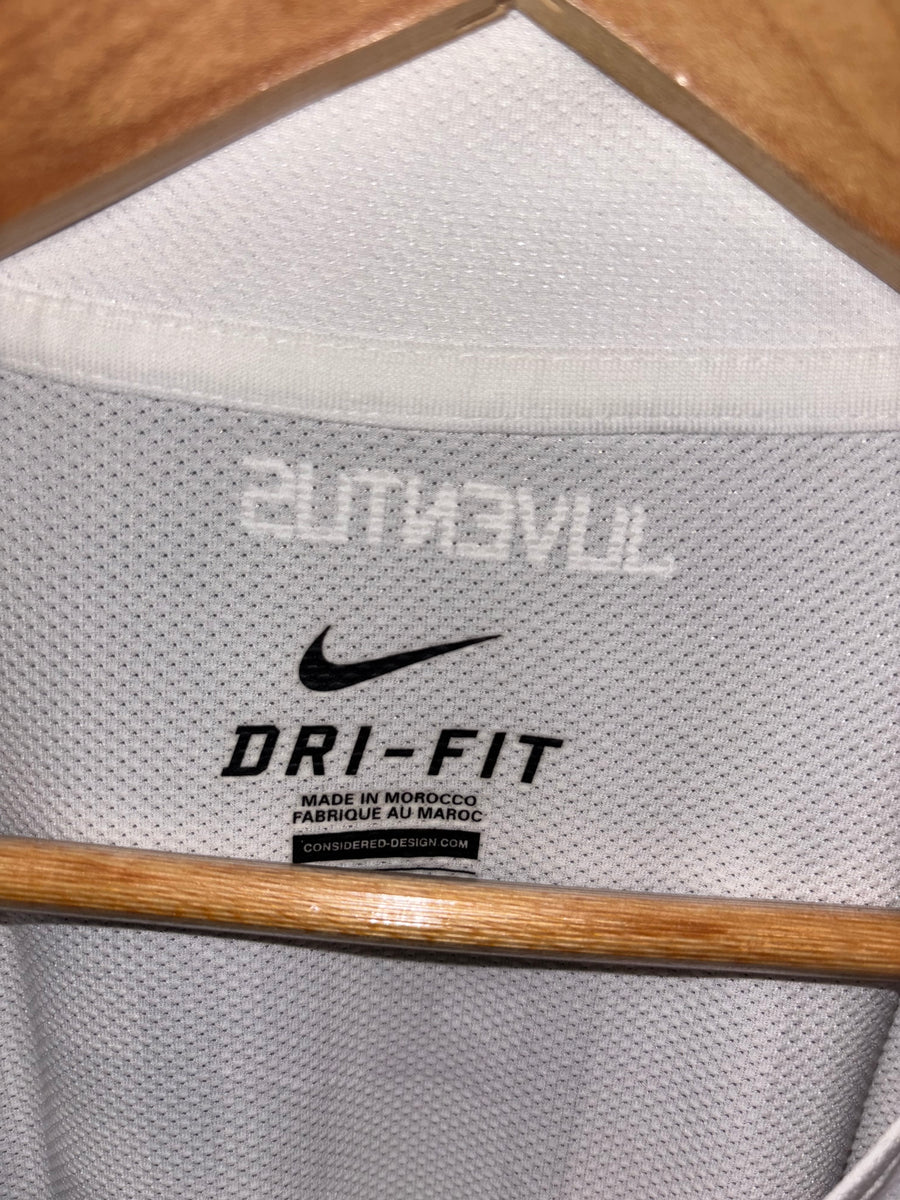 JUVENTUS
DRI-FIT
MADE IN MOROCCO
FABRIQUE AU MAROC
CONSIDERED-DESIGN.COM